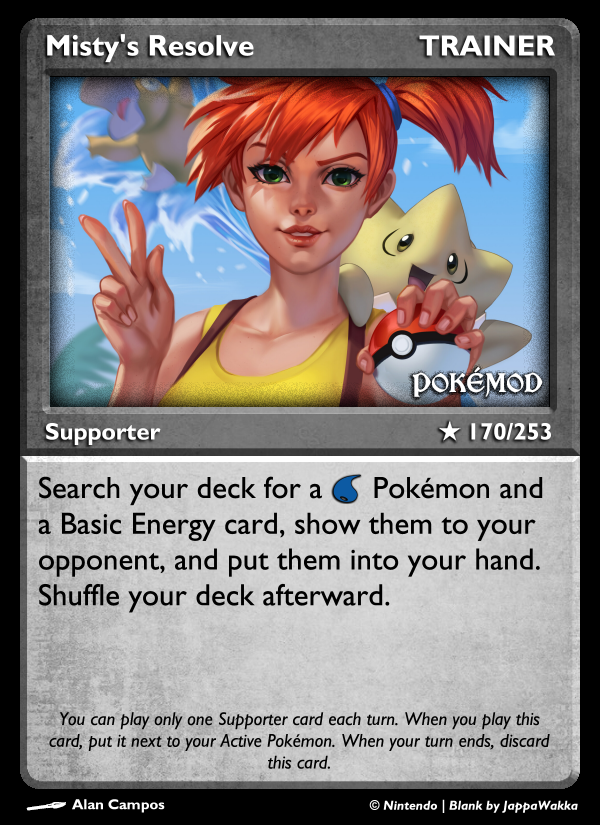 Misty's Resolve TRAINER
POKÉMOD
Supporter ★ 170/253
Search your deck for a Pokémon and
a Basic Energy card, show them to your
opponent, and put them into your hand.
Shuffle your deck afterward.
You can play only one Supporter card each turn. When you play this
card, put it next to your Active Pokémon. When your turn ends, discard
this card.
Alan Campos © Nintendo | Blank by JappaWakka